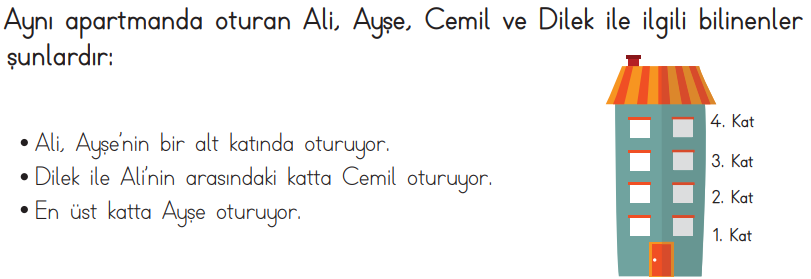 Aynı apartmanda oturan Ali, Ayşe, Cemil ve Dilek ile ilgili bilinenler
şunlardır:
• Ali, Ayşe'nin bir alt katında oturuyor.
• Dilek ile Ali'nin arasındaki katta Cemil oturuyor.
• En üst katta Ayşe oturuyor.
4. Kat
3. Kat
2. Kat
1. Kat